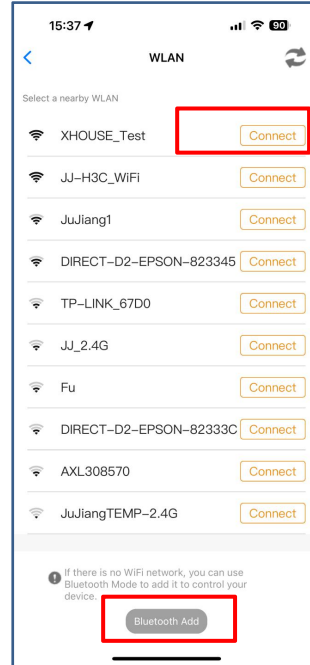 15:37
90
WLAN
Select a nearby WLAN
XHOUSE_Test Connect
JJ-H3C_WiFi Connect
JuJiang1 Connect
DIRECT-D2-EPSON-823345 Connect
TP-LINK_67D0 Connect
JJ_2.4G Connect
Fu Connect
DIRECT-D2-EPSON-82333C Connect
AXL308570 Connect
JuJiangTEMP-2.4G Connect
If there is no WiFi network, you can use
Bluetooth Mode to add it to control your
device.
Bluetooth Add